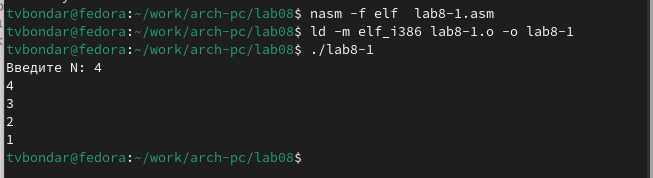 tvbondar@fedora:~/work/arch-pc/lab08$ nasm -f elf  lab8-1.asm
tvbondar@fedora:~/work/arch-pc/lab08$ ld -m elf_i386 lab8-1.o -o lab8-1
tvbondar@fedora:~/work/arch-pc/lab08$ ./lab8-1
Введите N: 4
4
3
2
1
tvbondar@fedora:~/work/arch-pc/lab08$